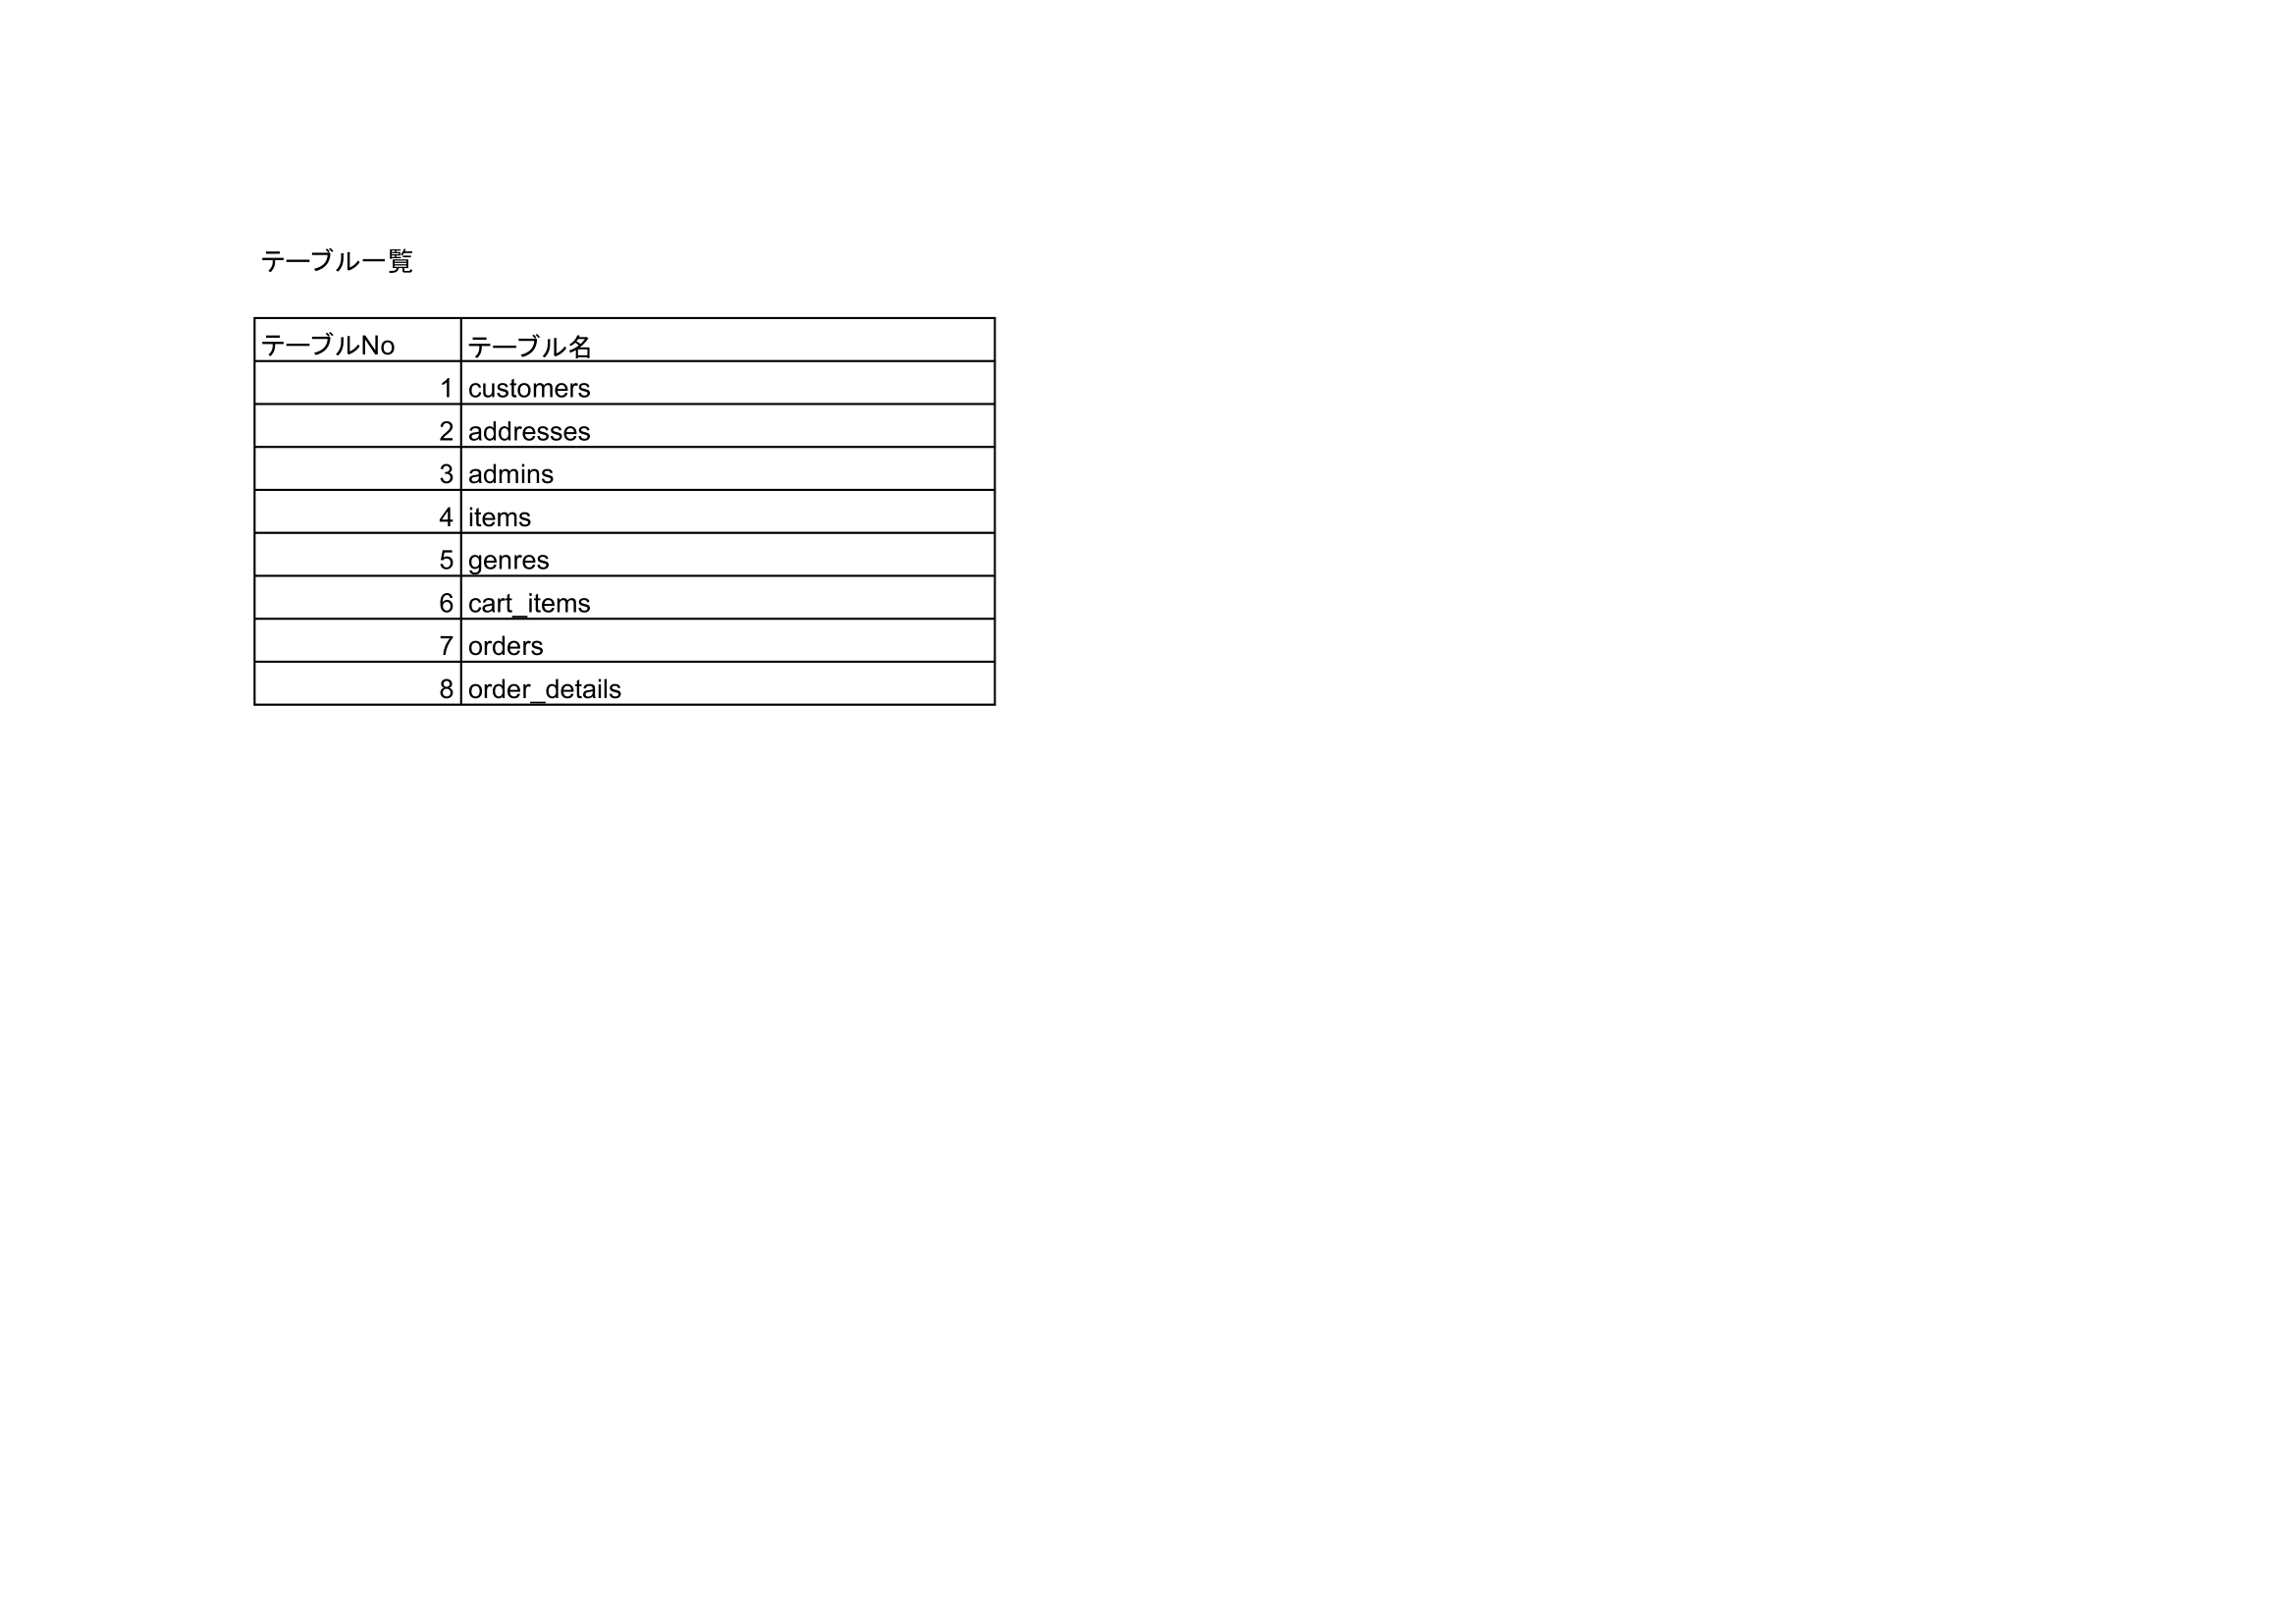 テーブル一覧
テーブルNo テーブル名
1 customers
2 addresses
3 admins
4 items
5 genres
6 cart_items
7 orders
8 order_details